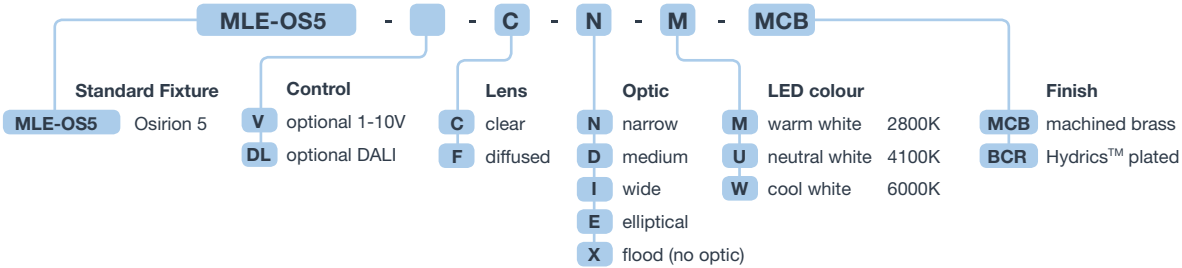 MLE-OS5 - - C - N - M - MCB
Standard Fixture Control Lens Optic LED colour Finish
MLE-OS5 Osirion 5 V optional 1-10V C clear N narrow M warm white 2800K MCB machined brass
DL optional DALI F diffused D medium U neutral white 4100K BCR Hydrics™ plated
I wide W cool white 6000K
E elliptical
X flood (no optic)